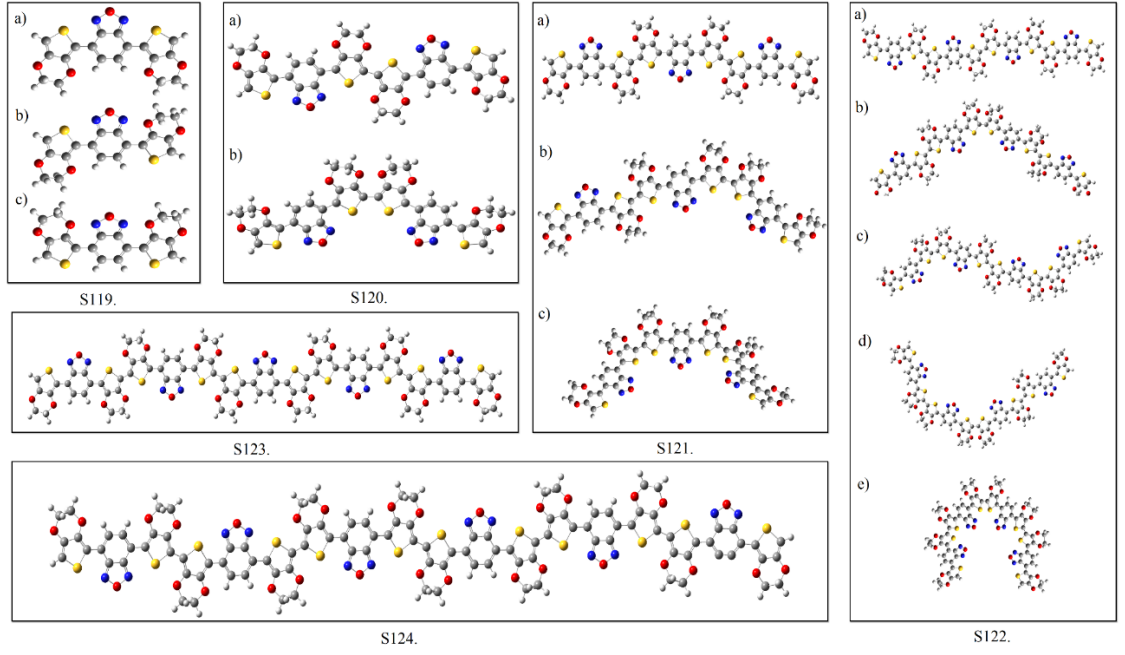 a)
b)
c)
S119.
a)
b)
S120.
a)
b)
c)
S121.
a)
b)
c)
d)
e)
S122.
S123.
S124.